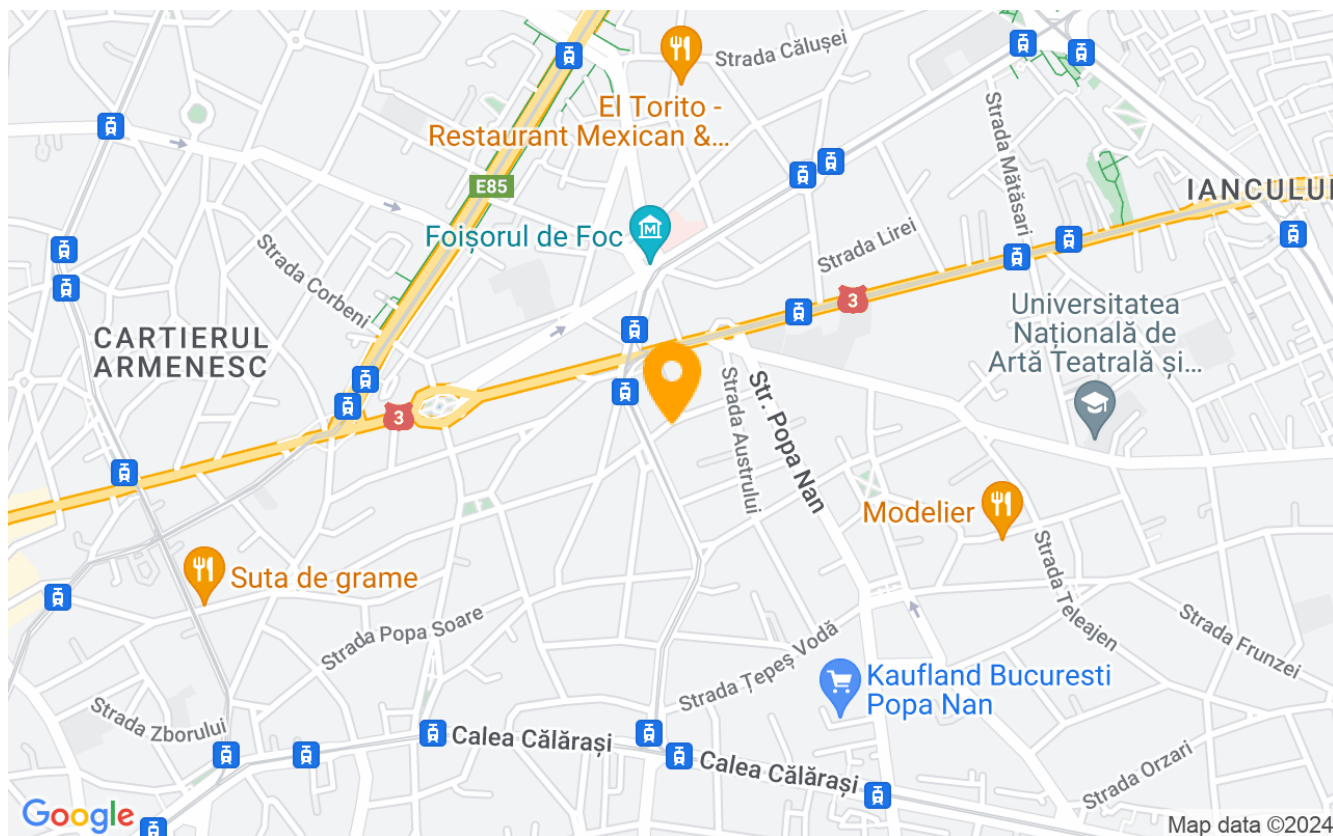 Strada Călușei
El Torito -
Restaurant Mexican &...
Strada Mătăsari
E85
IANCULUI
Foișorul de Foc
Strada Lirei
Strada Corbeni
3
Universitatea
Națională de
Artă Teatrală și...
CARTIERUL
ARMENESC
3
Strada Austrului
Str. Popa Nan
Modelier
Suta de grame
Strada Teleajen
Strada Popa Soare
Strada Frunzei
Strada Țepeș Vodă
Kaufland Bucuresti
Popa Nan
Strada Zborului
Calea Călărași
Calea Călărași
Strada Orzari
Google
Map data ©2024